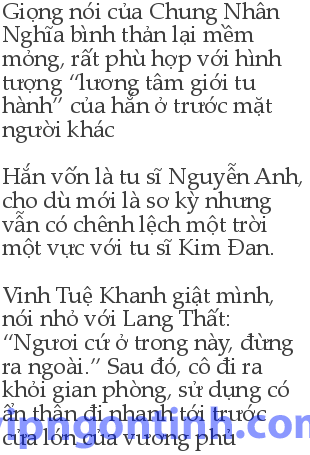 Giọng nói của Chung Nhân
Nghĩa bình thản lại mềm
mỏng, rất phù hợp với hình
tượng “lương tâm giới tu
hành” của hắn ở trước mặt
người khác
Hắn vốn là tu sĩ Nguyễn Anh,
cho dù mới là sơ kỳ nhưng
vẫn có chênh lệch một trời
một vực với tu sĩ Kim Đan.
Vinh Tuệ Khanh giật mình,
nói nhỏ với Lang Thất:
“Ngươi cứ ở trong này, đừng
ra ngoài.” Sau đó, cô đi ra
khỏi gian phòng, sử dụng có
ẩn thân đi nhanh tới trước
cửa lớn của vương phủ
vipngontinh.com